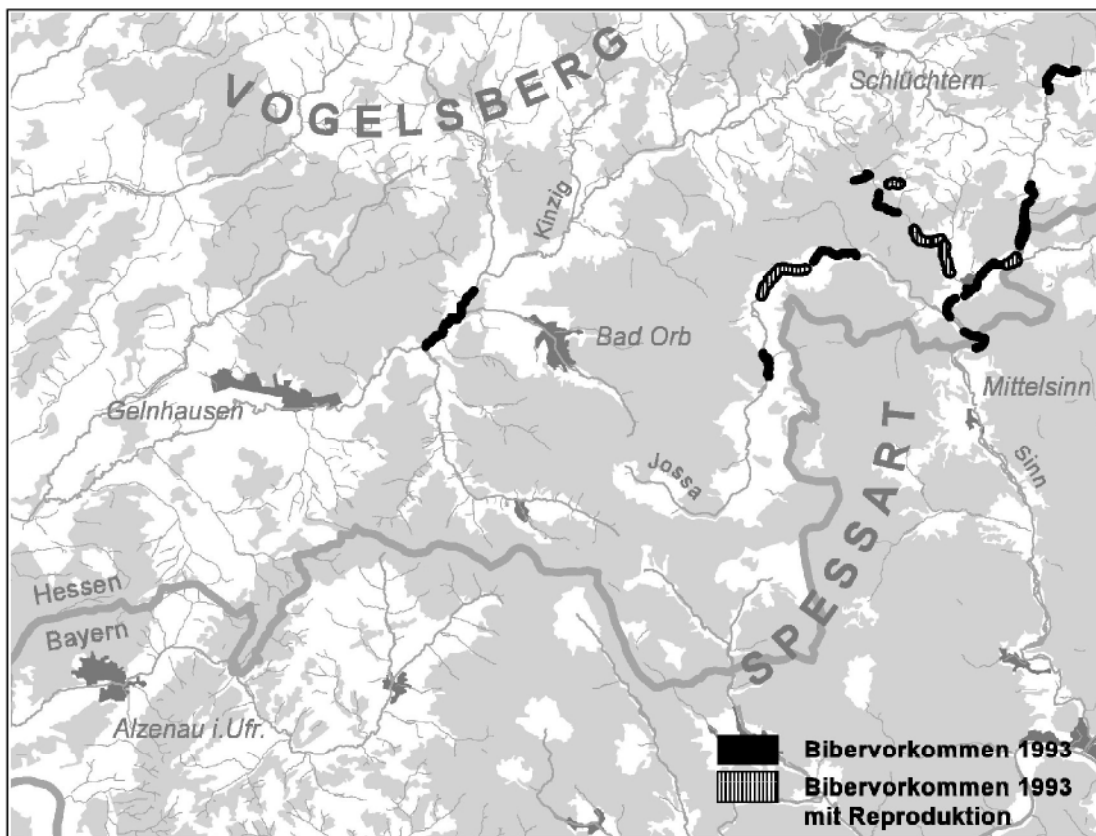 VOGELSBERG
Schlüchtern
Kinzig
Bad Orb
Gelnhausen
Mittelsinn
Jossa
Sinn
SPESSART
Hessen
Bayern
Alzenau i.Ufr.
Bibervorkommen 1993
Bibervorkommen 1993
mit Reproduktion